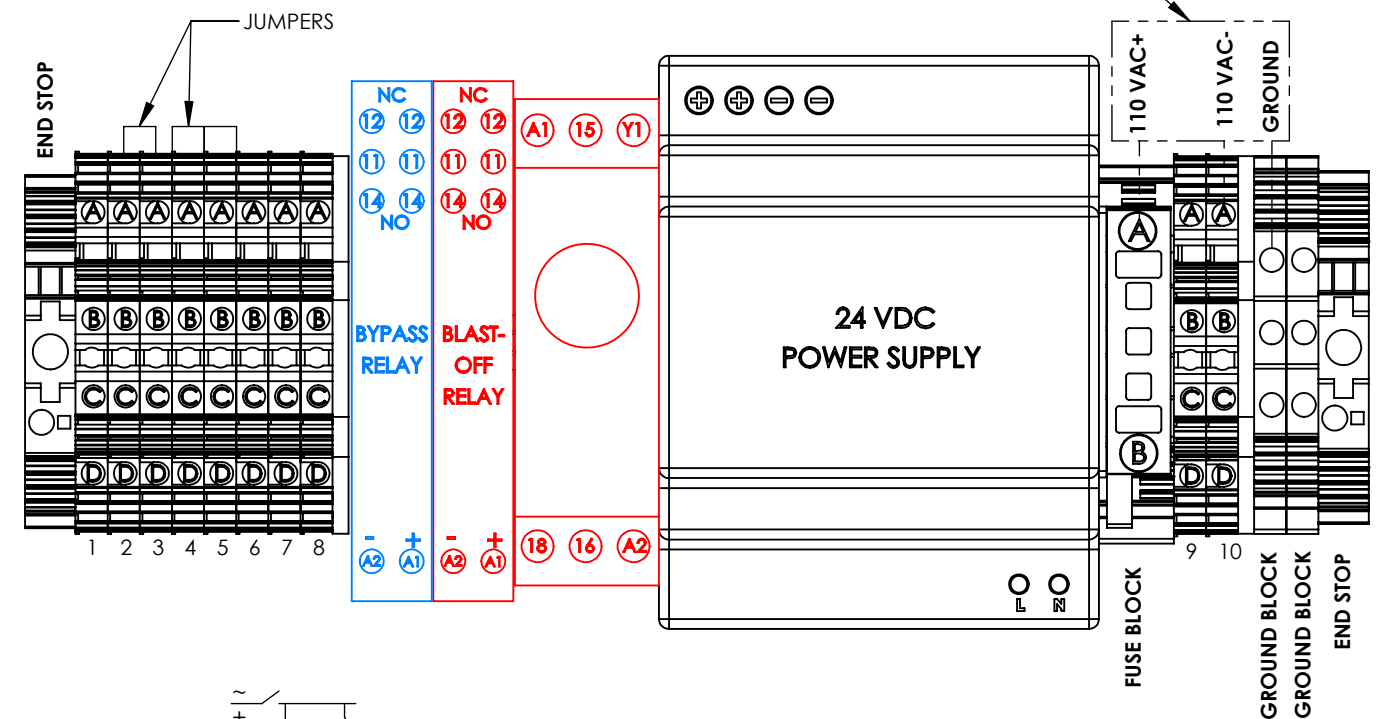 JUMPERS
END STOP
110 VAC+
110 VAC-
GROUND
NC
12 12
11 11
14 14
NO
BYPASS
RELAY
- +
A2 A1
NC
12 12
11 11
14 14
NO
BLAST-
OFF
RELAY
- +
A2 A1
A1 15 Y1
18 16 A2
+ + - -
24 VDC
POWER SUPPLY
L N
A A A A A A A A
B B B B B B B B
C C C C C C C C
D D D D D D D D
1 2 3 4 5 6 7 8
A
B
A A
B B
C C
D D
9 10
FUSE BLOCK
GROUND BLOCK
GROUND BLOCK
END STOP
~
+